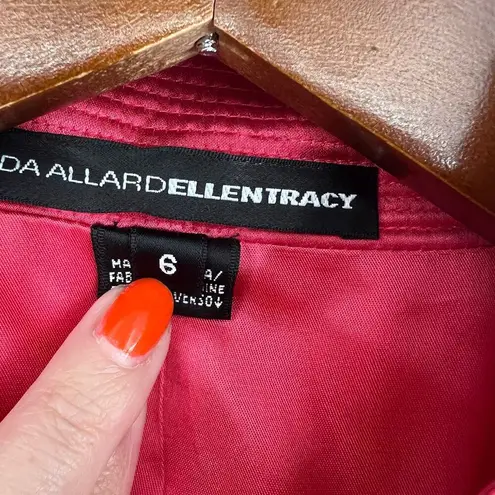 DA ALLARDELLENTRACY
6
MA A/
FAB INE
VERSO↓